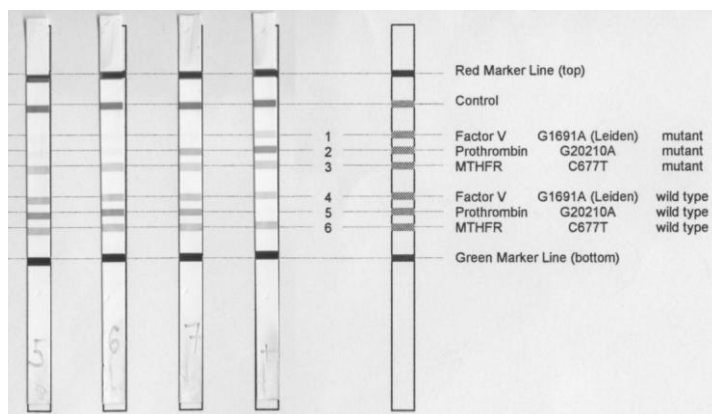 Red Marker Line (top)
Control
1 Factor V G1691A (Leiden) mutant
2 Prothrombin G20210A mutant
3 MTHFR C677T mutant
4 Factor V G1691A (Leiden) wild type
5 Prothrombin G20210A wild type
6 MTHFR C677T wild type
Green Marker Line (bottom)